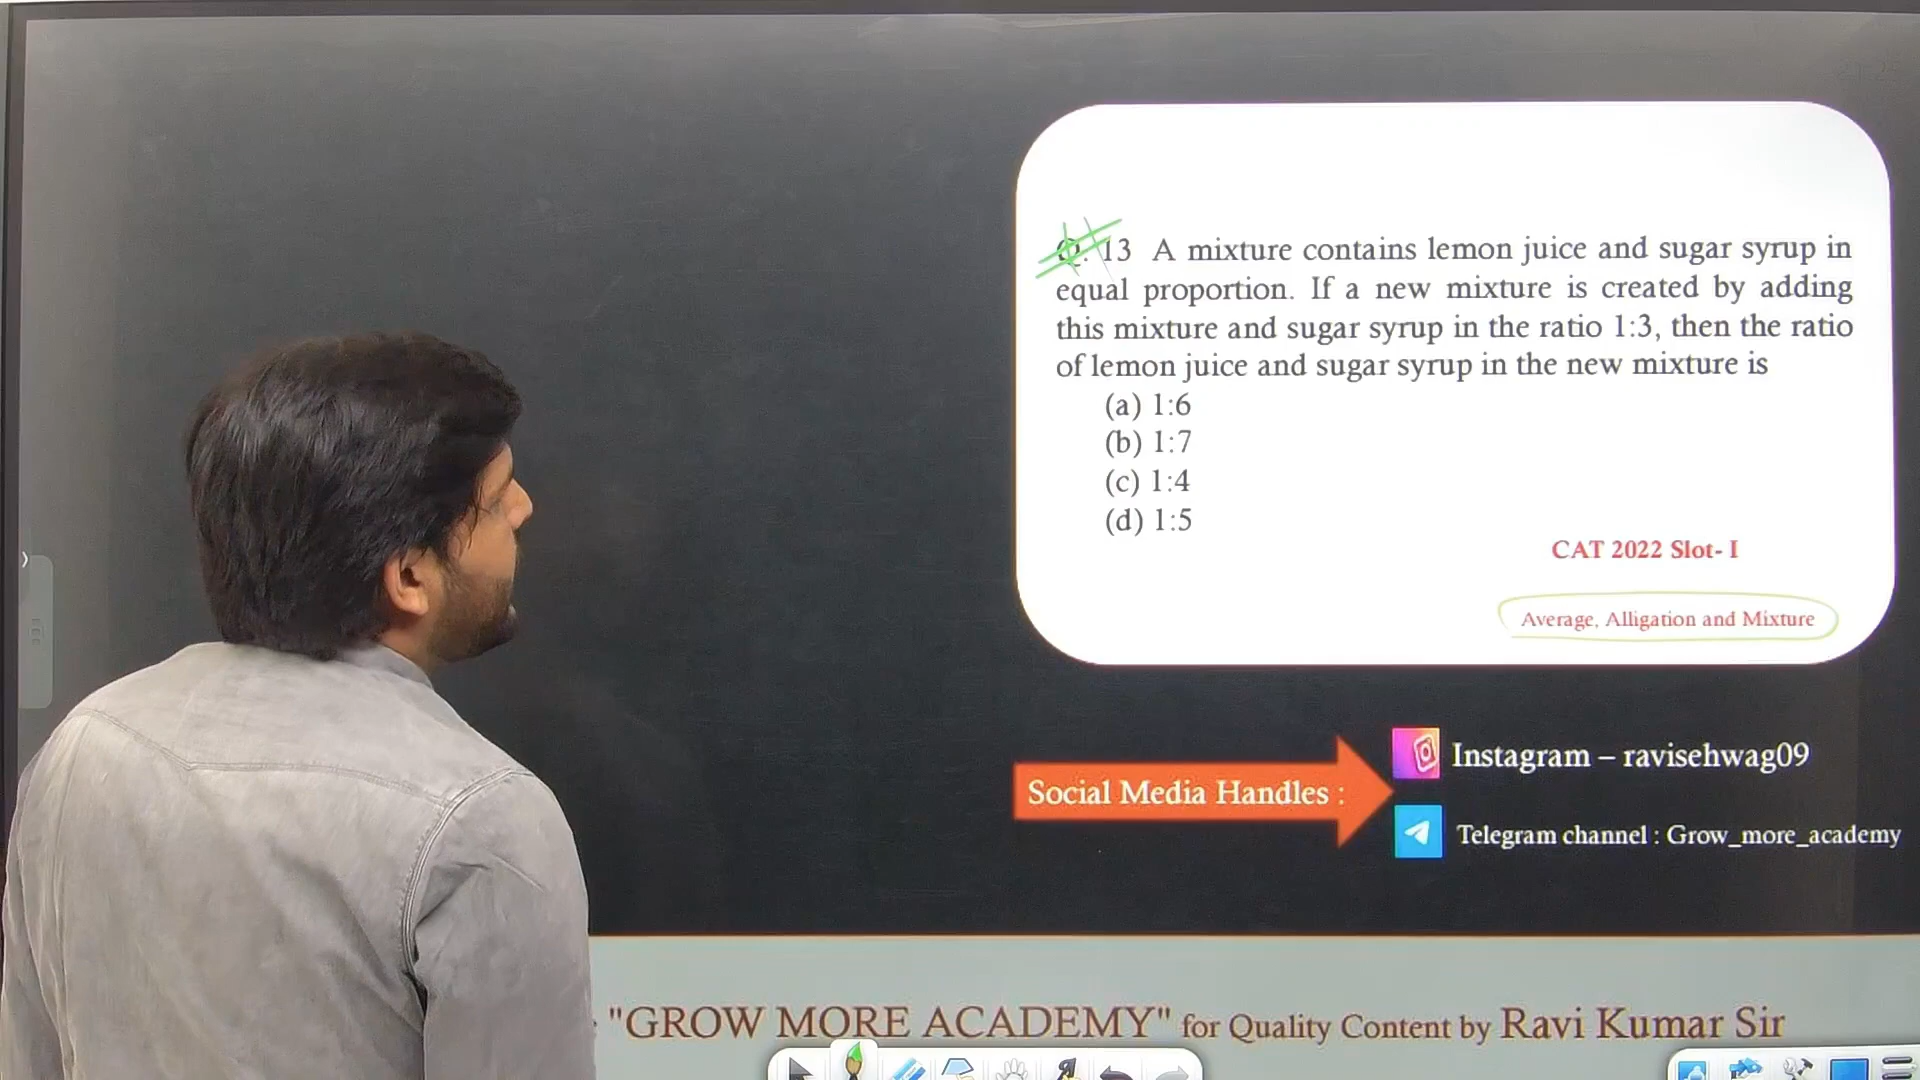 Q. 13 A mixture contains lemon juice and sugar syrup in
equal proportion. If a new mixture is created by adding
this mixture and sugar syrup in the ratio 1:3, then the ratio
of lemon juice and sugar syrup in the new mixture is
(a) 1:6
(b) 1:7
(c) 1:4
(d) 1:5
CAT 2022 Slot- I
Average, Alligation and Mixture
Social Media Handles :
Instagram – ravisehwag09
Telegram channel : Grow_more_academy
"GROW MORE ACADEMY" for Quality Content by Ravi Kumar Sir